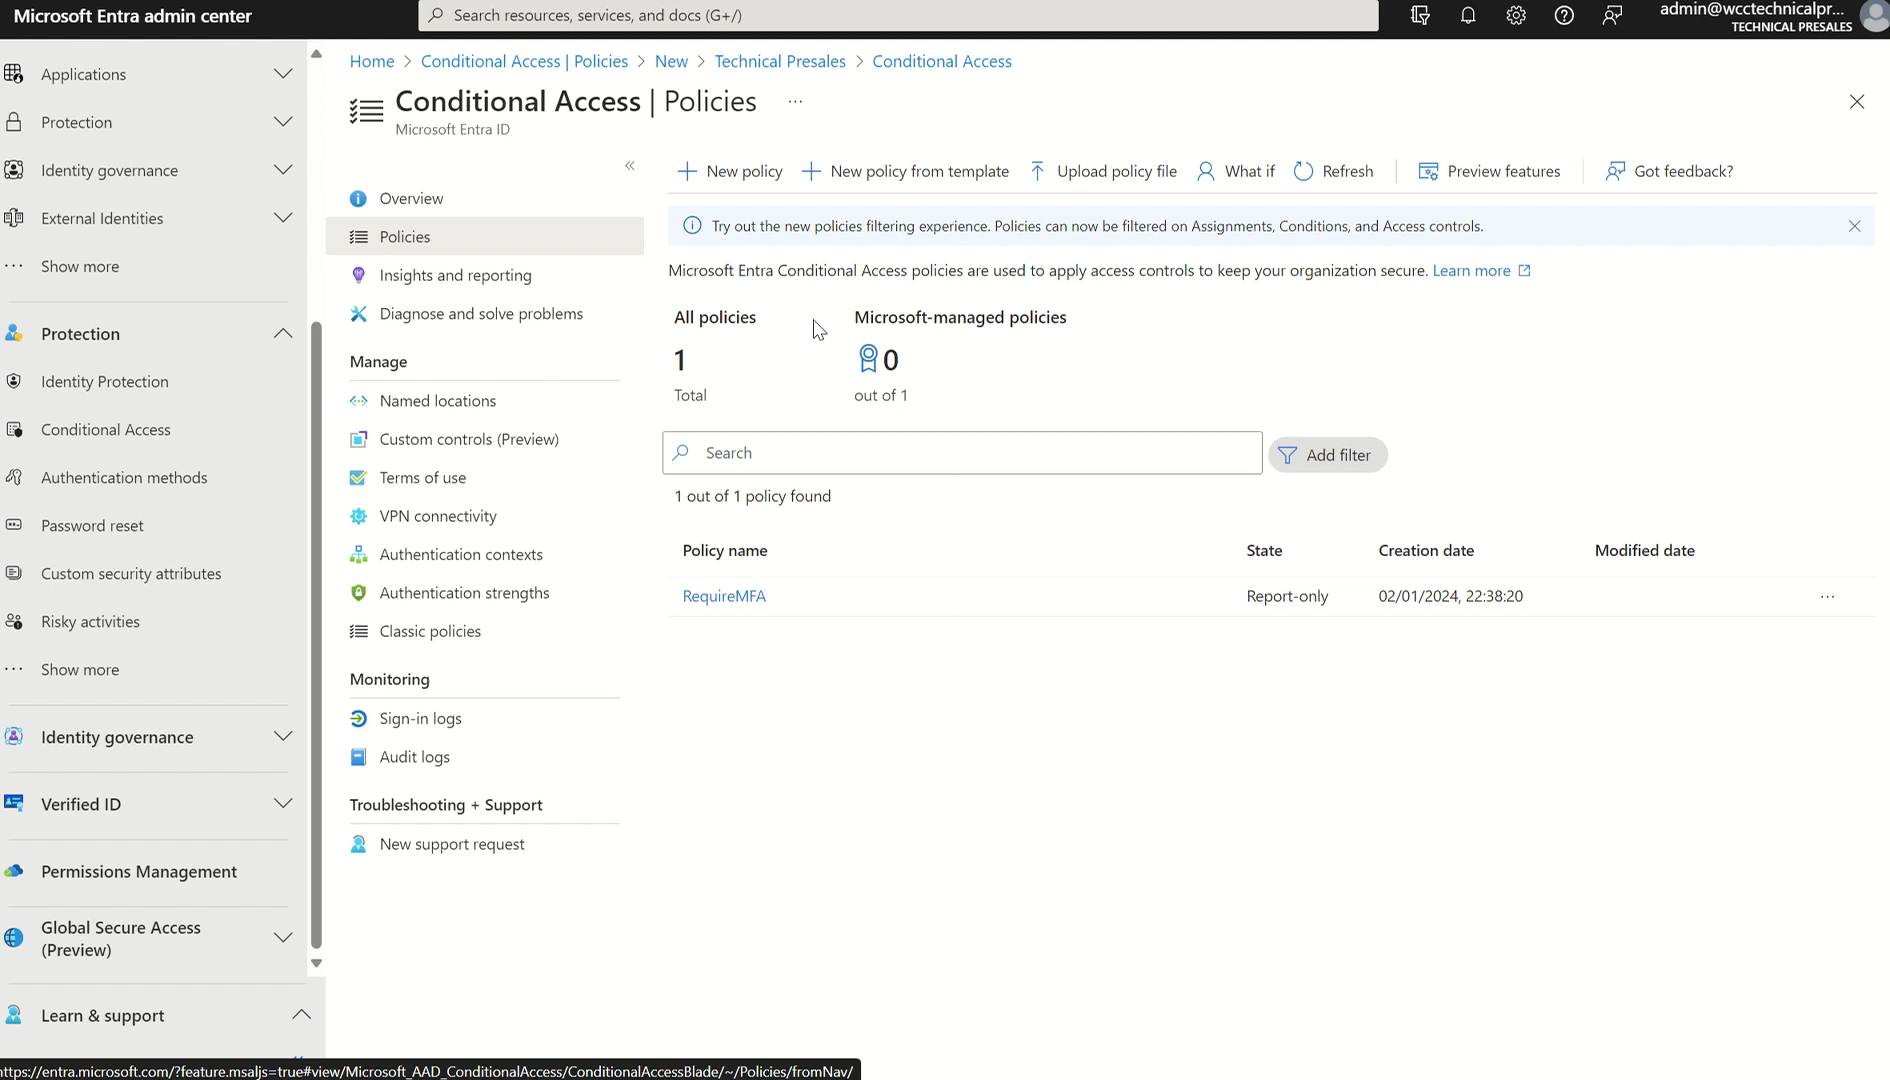 Microsoft Entra admin center
Search resources, services, and docs (G+/)
admin@wcctechnicalpr...
TECHNICAL PRESALES
Applications
Protection
Identity governance
External Identities
Show more
Protection
Identity Protection
Conditional Access
Authentication methods
Password reset
Custom security attributes
Risky activities
Show more
Identity governance
Verified ID
Permissions Management
Global Secure Access
(Preview)
Learn & support
Home > Conditional Access | Policies > New > Technical Presales > Conditional Access
Conditional Access | Policies ...
Microsoft Entra ID
Overview
Policies
Insights and reporting
Diagnose and solve problems
Manage
Named locations
Custom controls (Preview)
Terms of use
VPN connectivity
Authentication contexts
Authentication strengths
Classic policies
Monitoring
Sign-in logs
Audit logs
Troubleshooting + Support
New support request
New policy New policy from template Upload policy file What if Refresh Preview features Got feedback?
Try out the new policies filtering experience. Policies can now be filtered on Assignments, Conditions, and Access controls.
Microsoft Entra Conditional Access policies are used to apply access controls to keep your organization secure. Learn more
All policies Microsoft-managed policies
1 0
Total out of 1
Search Add filter
1 out of 1 policy found
Policy name State Creation date Modified date
RequireMFA Report-only 02/01/2024, 22:38:20 ...
https://entra.microsoft.com/?feature.msaljs=true#view/Microsoft_AAD_ConditionalAccess/ConditionalAccessBlade/~/Policies/fromNav/